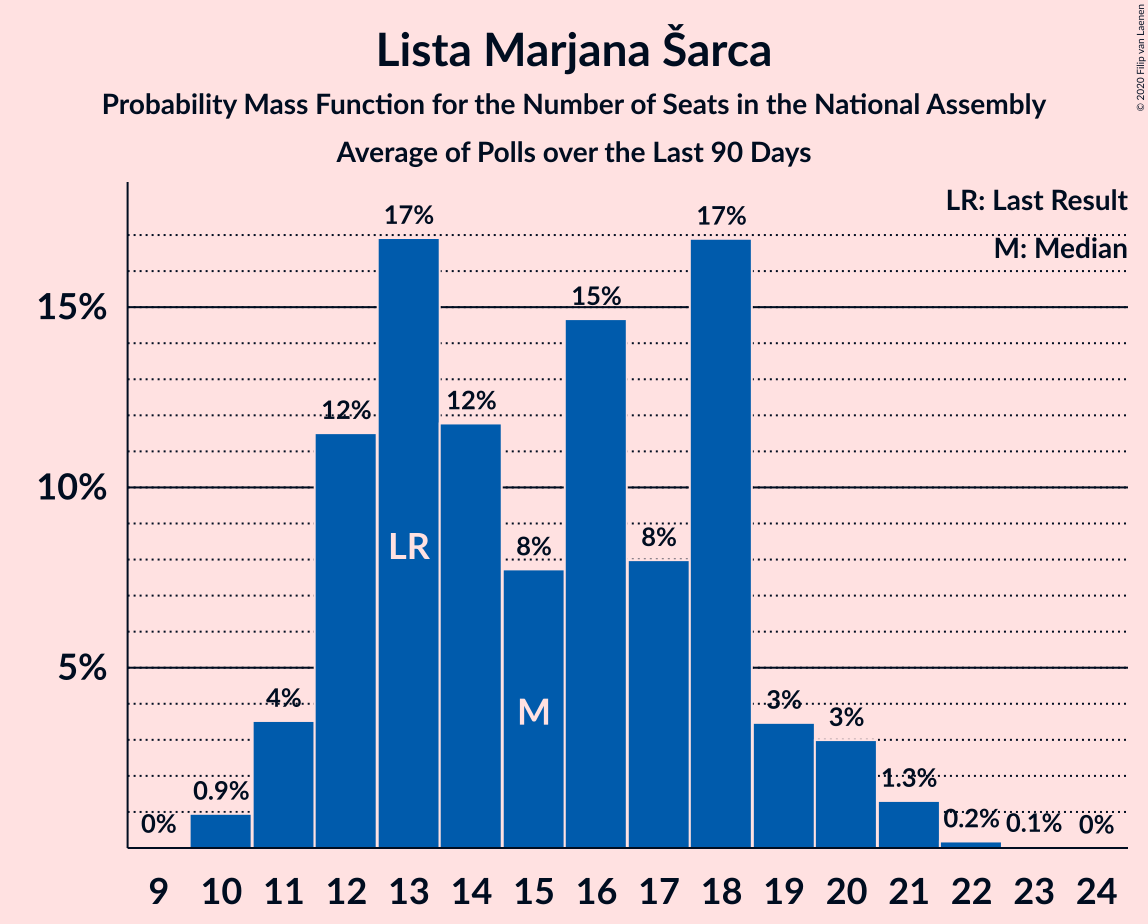 Lista Marjana Šarca
Probability Mass Function for the Number of Seats in the National Assembly
Average of Polls over the Last 90 Days
© 2020 Filip van Laenen
LR: Last Result
M: Median
15%
10%
5%
0%
0.9%
4%
12%
17%
12%
8%
15%
8%
17%
3%
3%
1.3%
0.2%
0.1%
0%
LR
M
9 10 11 12 13 14 15 16 17 18 19 20 21 22 23 24